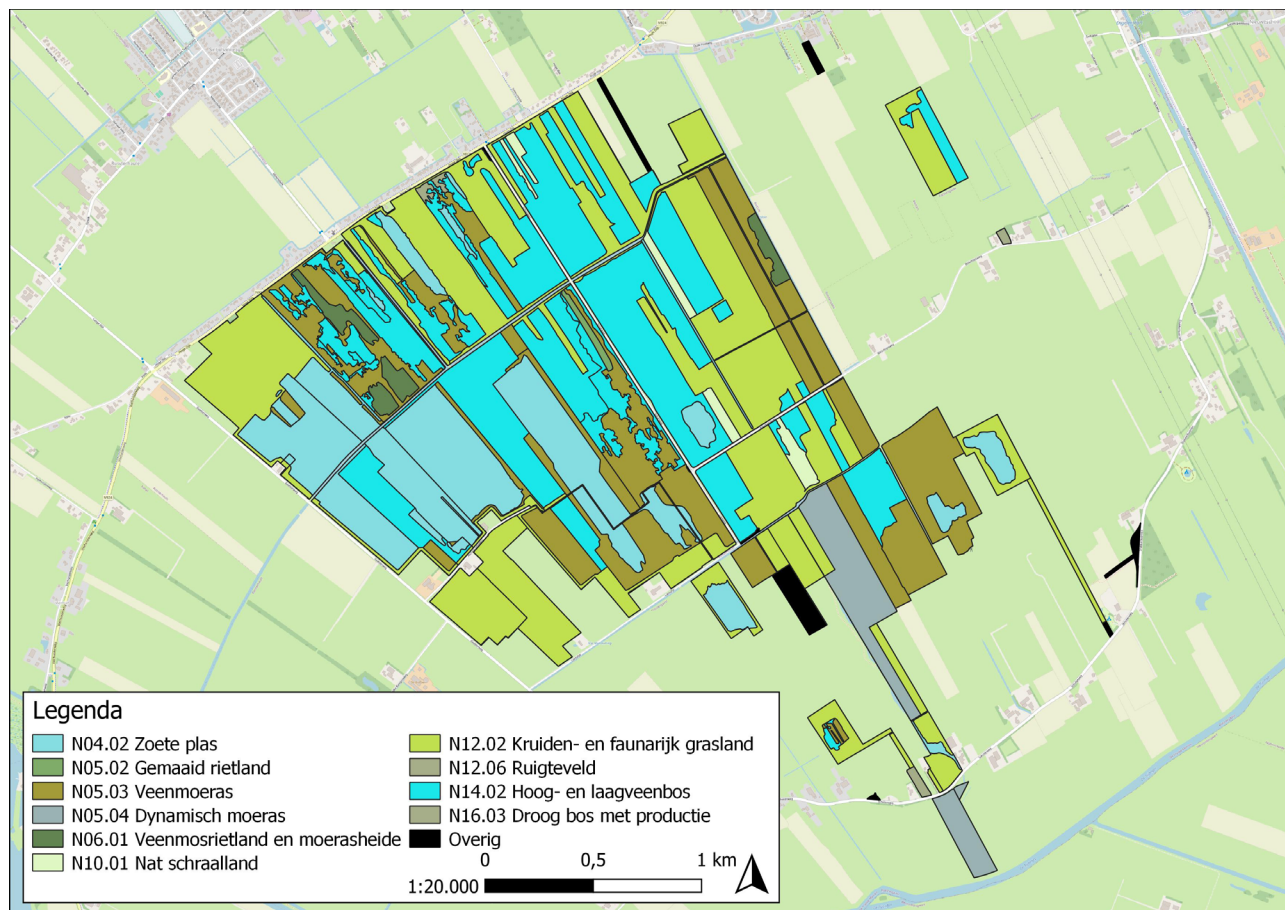 Legenda
N04.02 Zoete plas
N05.02 Gemaaid rietland
N05.03 Veenmoeras
N05.04 Dynamisch moeras
N06.01 Veenmosrietland en moerasheide
N10.01 Nat schraalland
N12.02 Kruiden- en faunarijk grasland
N12.06 Ruigteveld
N14.02 Hoog- en laagveenbos
N16.03 Droog bos met productie
Overig
0 0,5 1 km
1:20.000